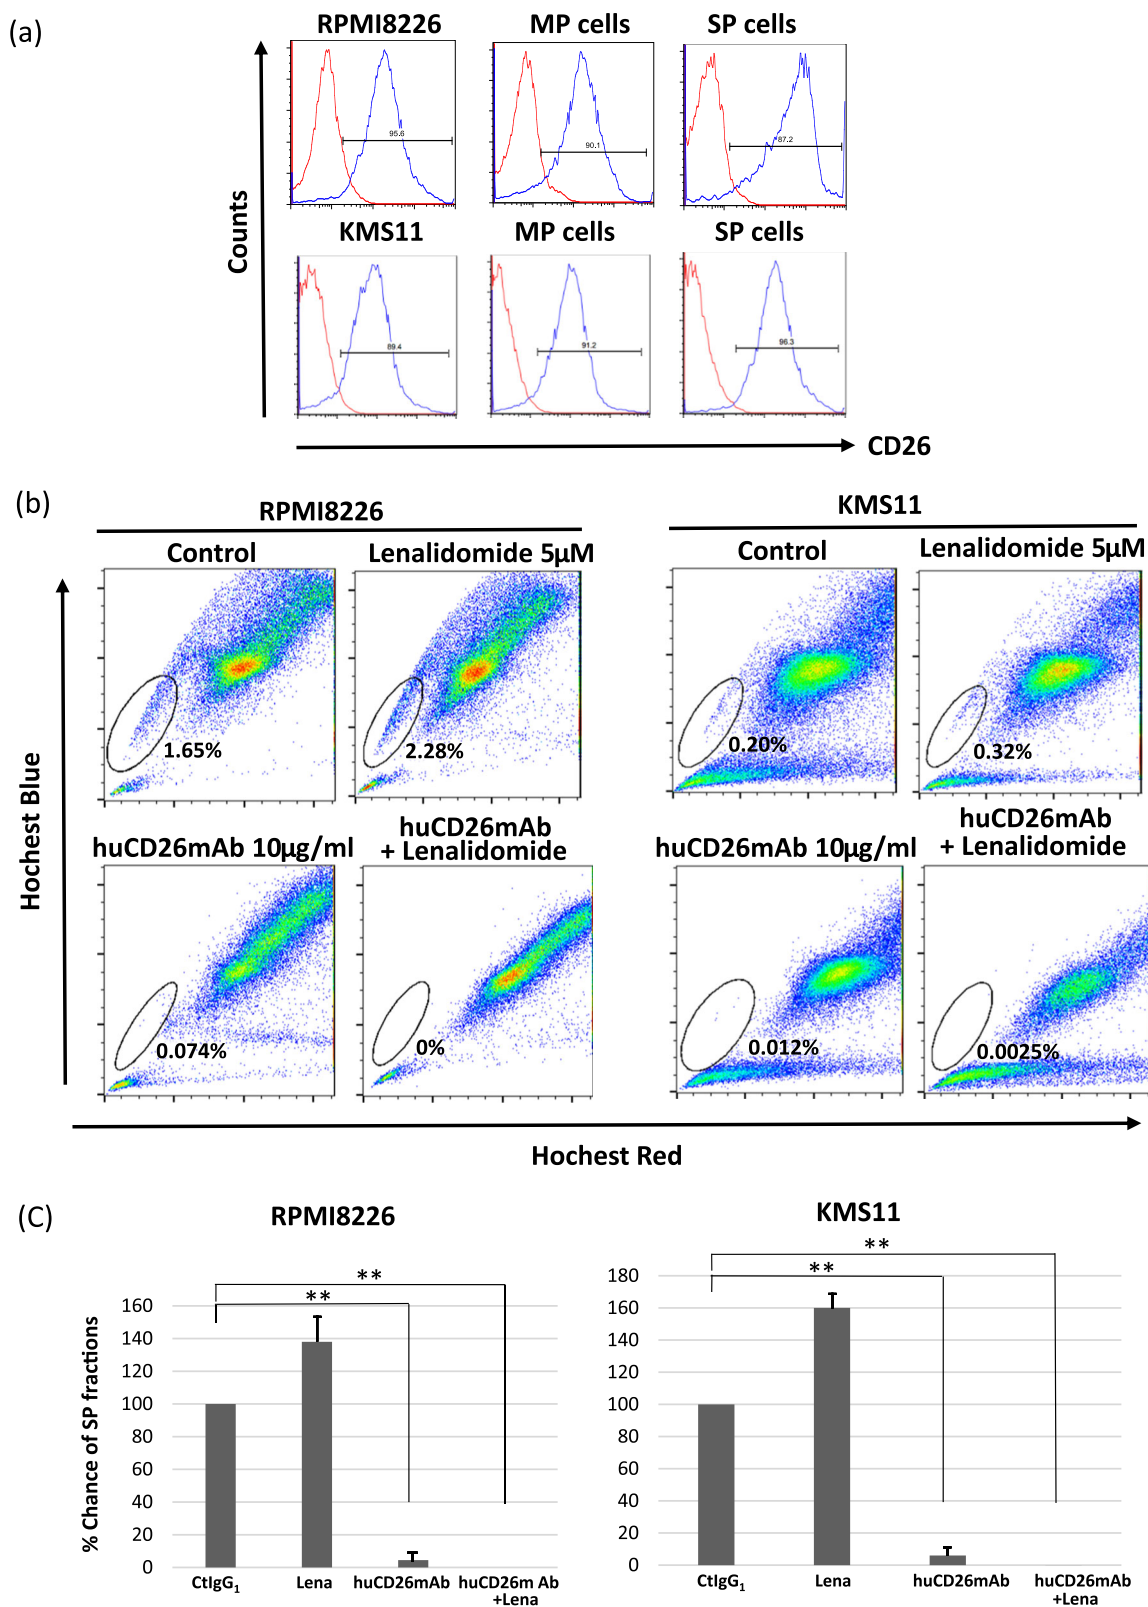 (a)
RPMI8226 MP cells SP cells
95.6 90.1 87.2
KMS11 MP cells SP cells
89.4 91.2 96.3
Counts
CD26
(b)
RPMI8226 KMS11
Control Lenalidomide 5μM Control Lenalidomide 5μM
1.65% 2.28% 0.20% 0.32%
huCD26mAb 10μg/ml huCD26mAb + Lenalidomide huCD26mAb 10μg/ml huCD26mAb + Lenalidomide
0.074% 0% 0.012% 0.0025%
Hochest Blue
Hochest Red
(C)
RPMI8226 KMS11
% Chance of SP fractions
** **
** **
160
140
120
100
80
60
40
20
0
CtIgG₁ Lena huCD26mAb huCD26m Ab +Lena
180
160
140
120
100
80
60
40
20
0
CtIgG₁ Lena huCD26mAb huCD26mAb +Lena